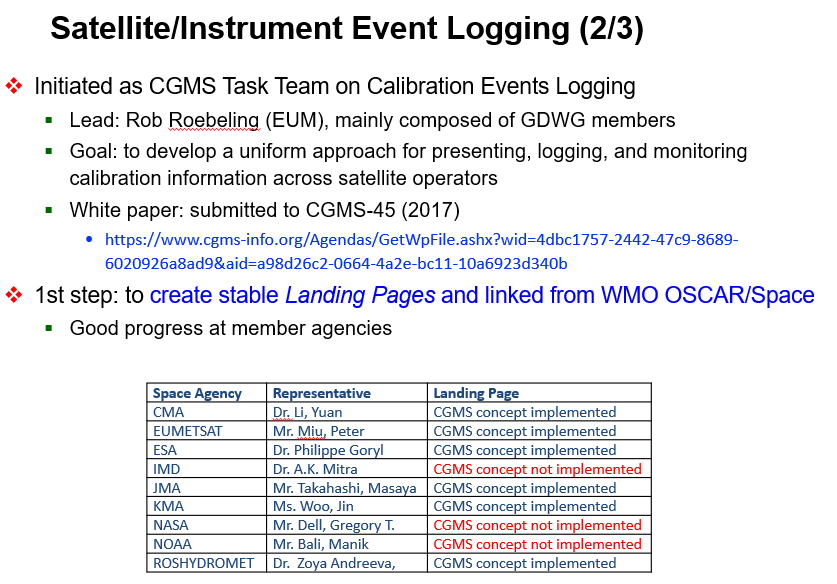 Satellite/Instrument Event Logging (2/3)
❖ Initiated as CGMS Task Team on Calibration Events Logging
▪ Lead: Rob Roebeling (EUM), mainly composed of GDWG members
▪ Goal: to develop a uniform approach for presenting, logging, and monitoring
calibration information across satellite operators
▪ White paper: submitted to CGMS-45 (2017)
• https://www.cgms-info.org/Agendas/GetWpFile.ashx?wid=4dbc1757-2442-47c9-8689-
6020926a8ad9&aid=a98d26c2-0664-4a2e-bc11-10a6923d340b
❖ 1st step: to create stable Landing Pages and linked from WMO OSCAR/Space
▪ Good progress at member agencies
Space Agency Representative Landing Page
CMA Dr. Li, Yuan CGMS concept implemented
EUMETSAT Mr. Miu, Peter CGMS concept implemented
ESA Dr. Philippe Goryl CGMS concept implemented
IMD Dr. A.K. Mitra CGMS concept not implemented
JMA Mr. Takahashi, Masaya CGMS concept implemented
KMA Ms. Woo, Jin CGMS concept implemented
NASA Mr. Dell, Gregory T. CGMS concept not implemented
NOAA Mr. Bali, Manik CGMS concept not implemented
ROSHYDROMET Dr. Zoya Andreeva, CGMS concept implemented